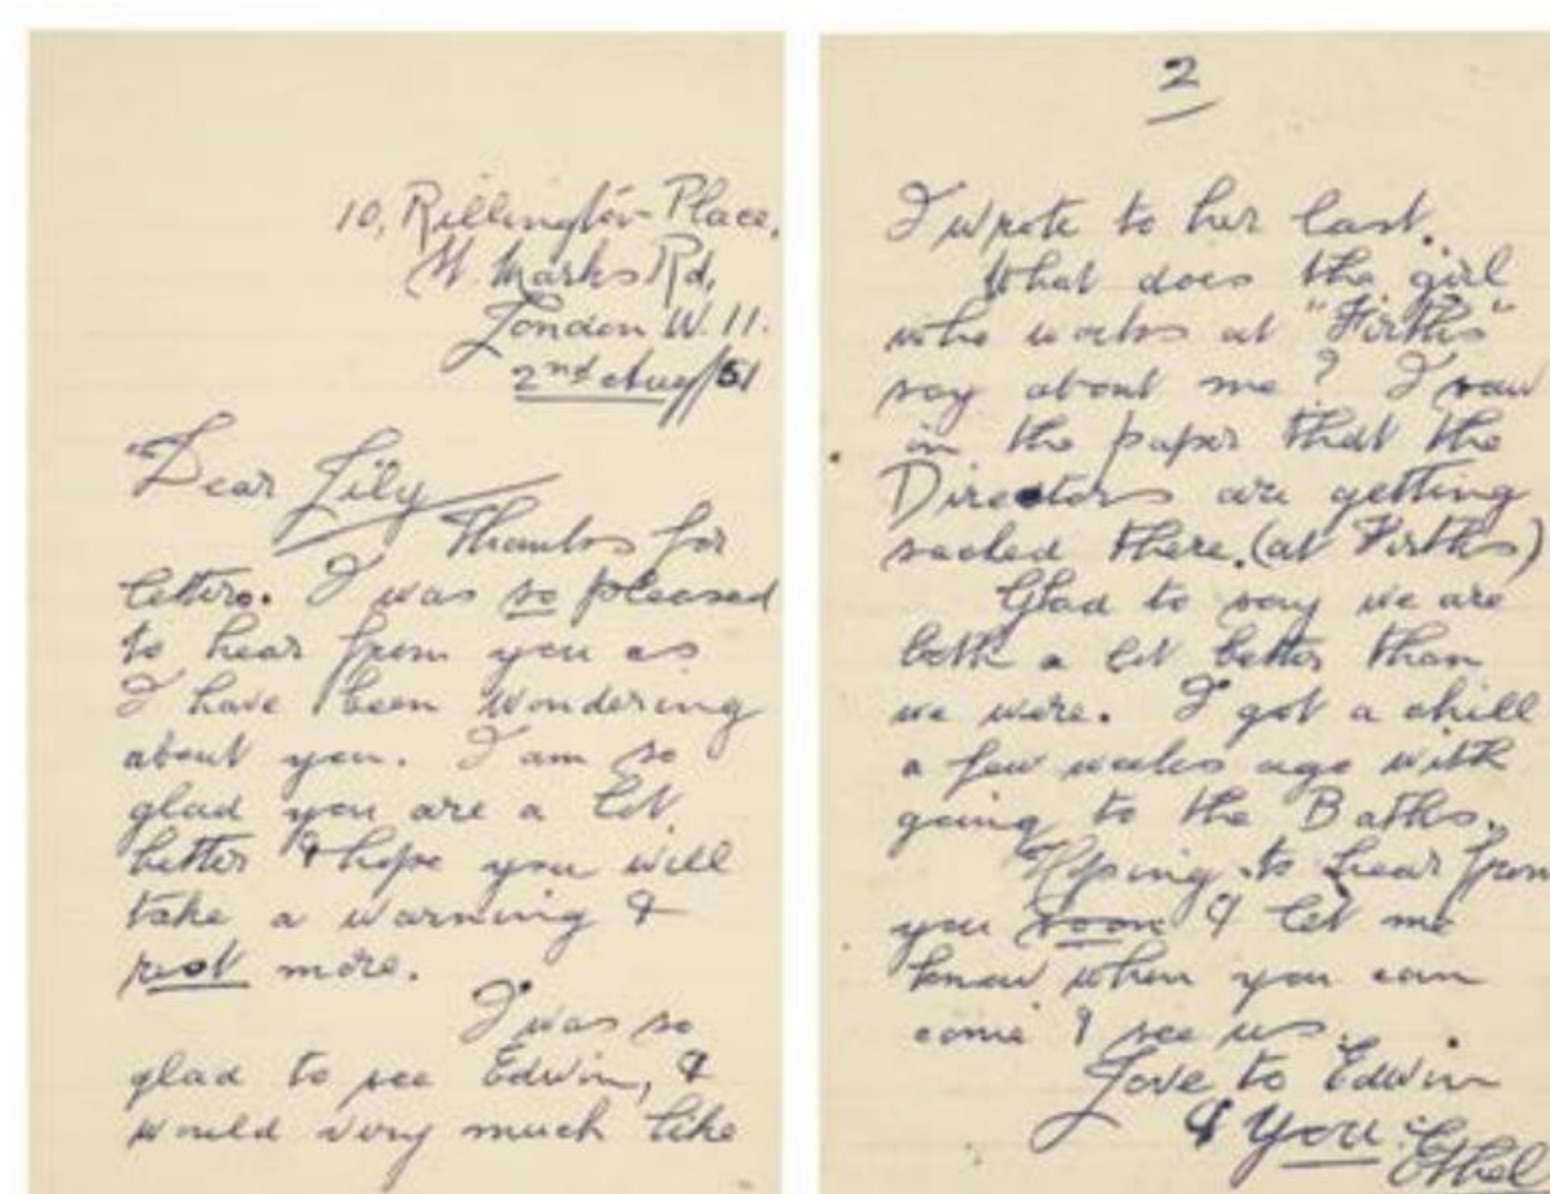 10, Rillington Place,
St. Marks Rd,
London W. 11.
2nd Aug/51
Dear Lily
Thanks for
letters. I was so pleased
to hear from you as
I have been wondering
about you. I am so
glad you are a bit
better & hope you will
take a warning &
rest more.
I was so
glad to see Edwin, &
would very much like
2
I wrote to her last.
What does the girl
who works at "Firths"
say about me? I saw
in the paper that the
Directors are getting
sacked there. (at Firths)
Glad to say we are
both a bit better than
we were. I got a chill
a few weeks ago with
going to the Baths.
Hoping to hear from
you soon & let me
know when you can
come & see us.
Love to Edwin
& you. Ethel